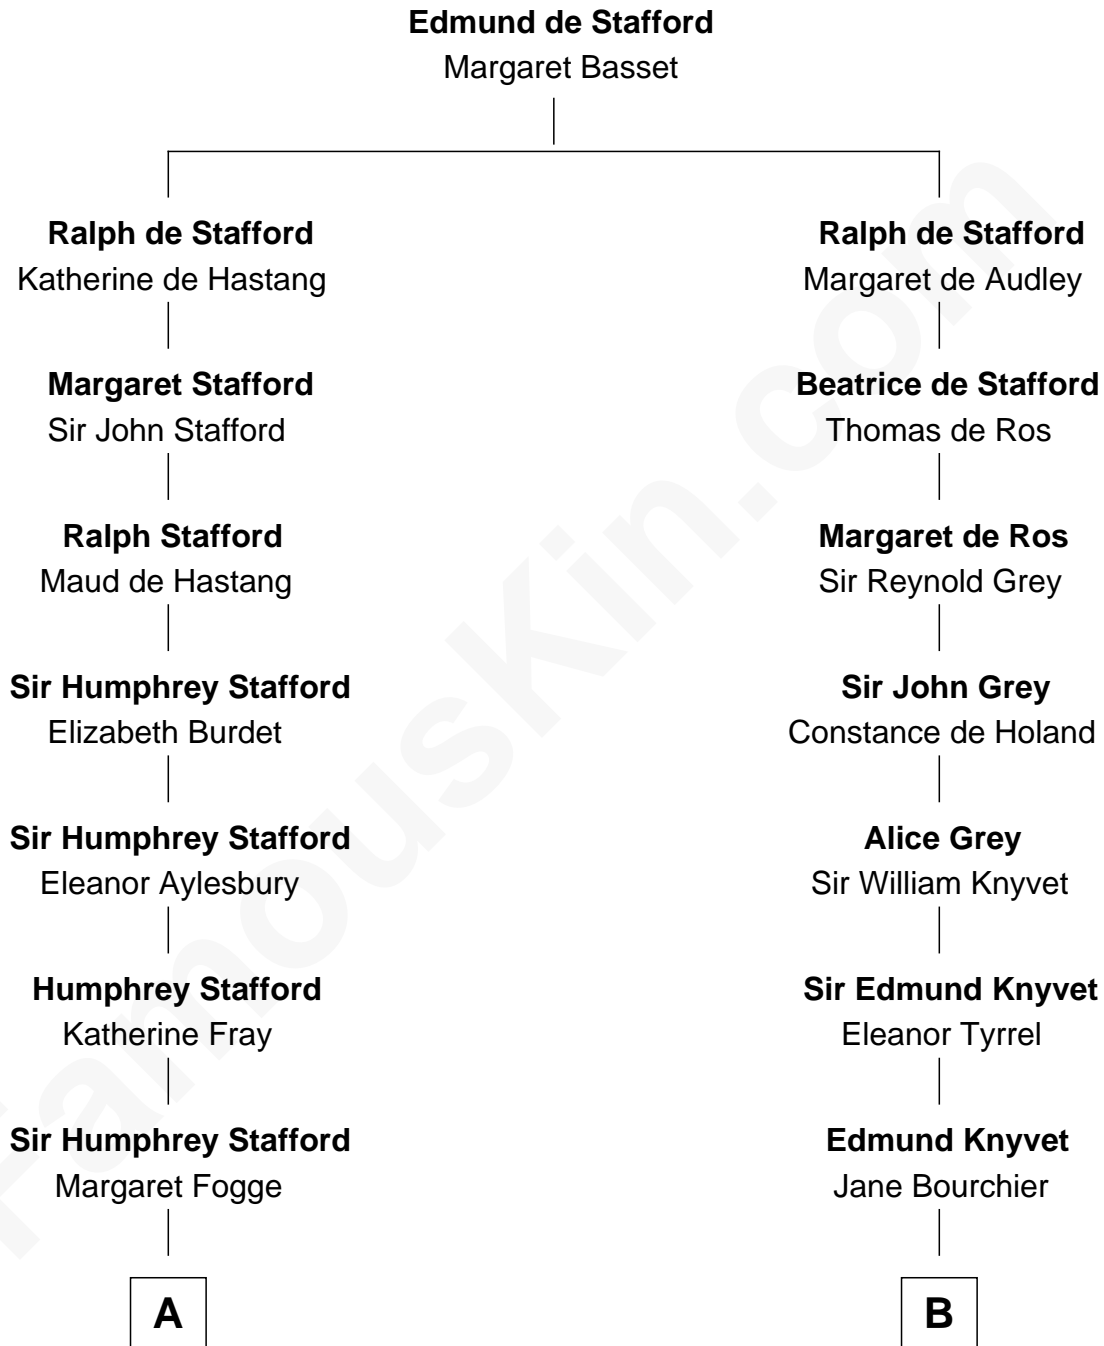 Edmund de Stafford
Margaret Basset
Ralph de Stafford
Katherine de Hastang
Ralph de Stafford
Margaret de Audley
Margaret Stafford
Sir John Stafford
Beatrice de Stafford
Thomas de Ros
Ralph Stafford
Maud de Hastang
Margaret de Ros
Sir Reynold Grey
Sir Humphrey Stafford
Elizabeth Burdet
Sir John Grey
Constance de Holand
Sir Humphrey Stafford
Eleanor Aylesbury
Alice Grey
Sir William Knyvet
Humphrey Stafford
Katherine Fray
Sir Edmund Knyvet
Eleanor Tyrrel
Sir Humphrey Stafford
Margaret Fogge
Edmund Knyvet
Jane Bourchier
A
B
FamousKin.com